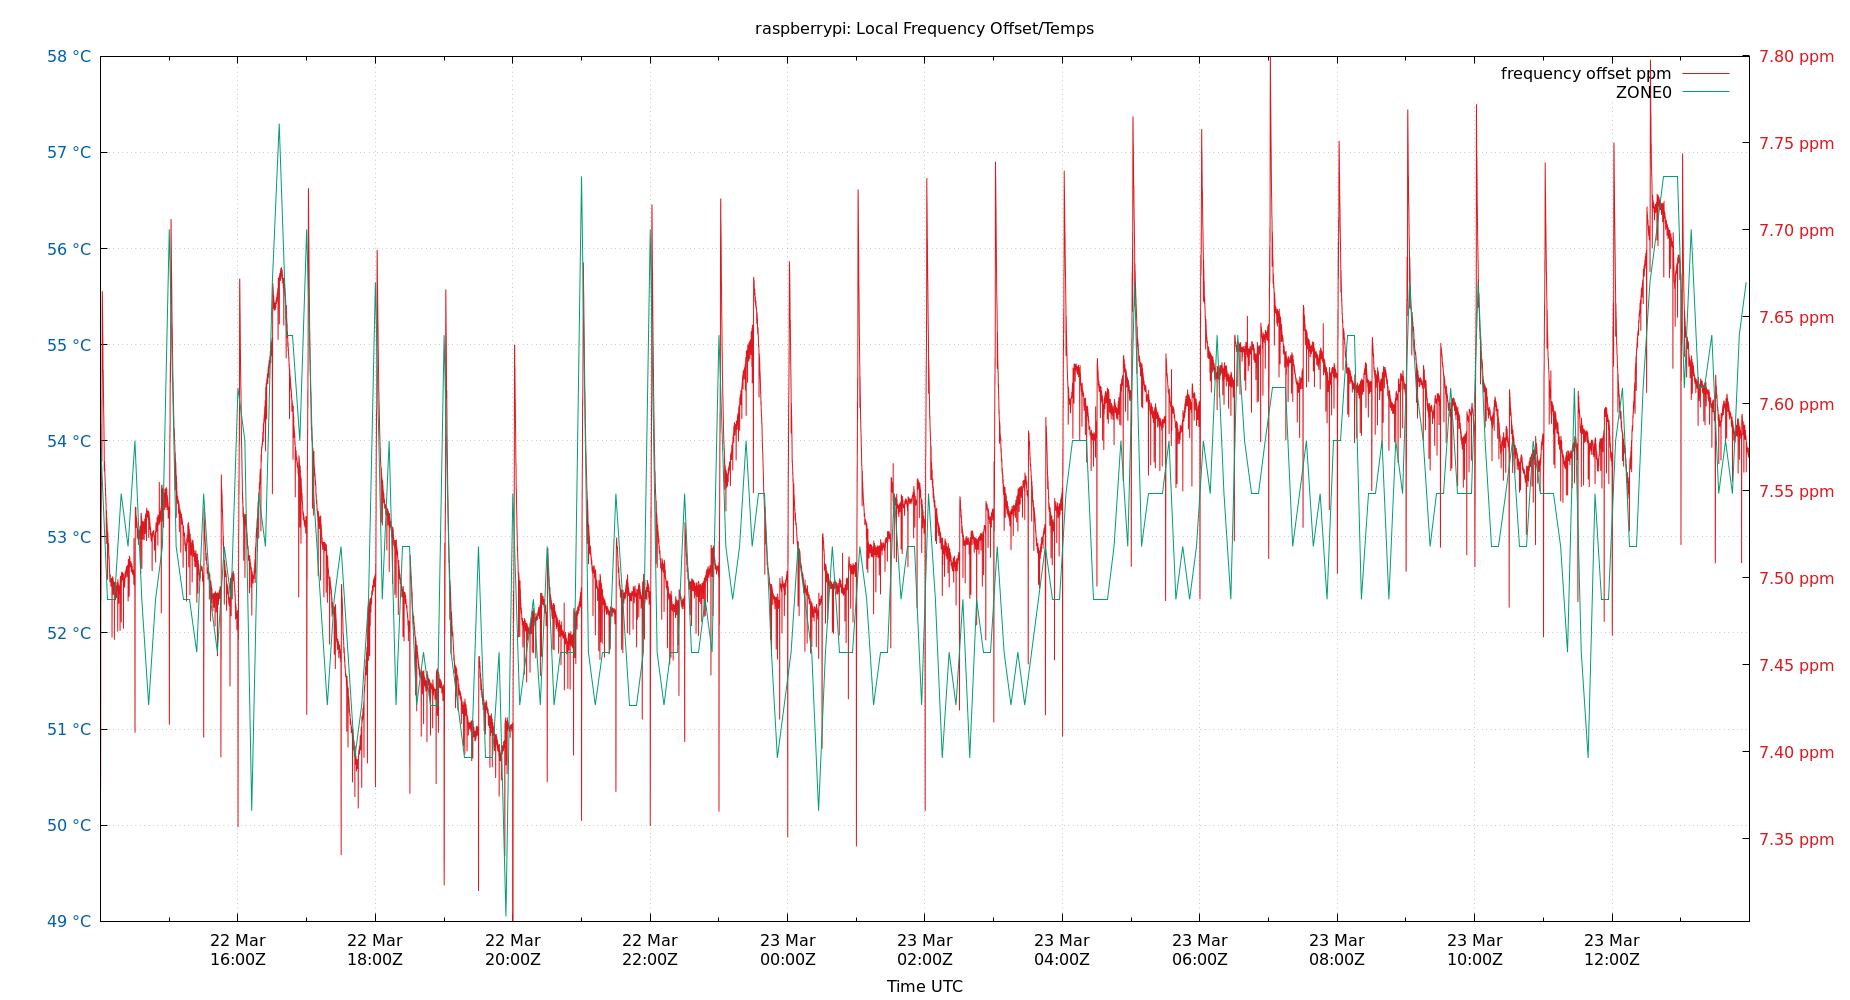 raspberrypi: Local Frequency Offset/Temps
58 °C
57 °C
56 °C
55 °C
54 °C
53 °C
52 °C
51 °C
50 °C
49 °C
frequency offset ppm
ZONE0
7.80 ppm
7.75 ppm
7.70 ppm
7.65 ppm
7.60 ppm
7.55 ppm
7.50 ppm
7.45 ppm
7.40 ppm
7.35 ppm
22 Mar
16:00Z
22 Mar
18:00Z
22 Mar
20:00Z
22 Mar
22:00Z
23 Mar
00:00Z
23 Mar
02:00Z
23 Mar
04:00Z
23 Mar
06:00Z
23 Mar
08:00Z
23 Mar
10:00Z
23 Mar
12:00Z
Time UTC